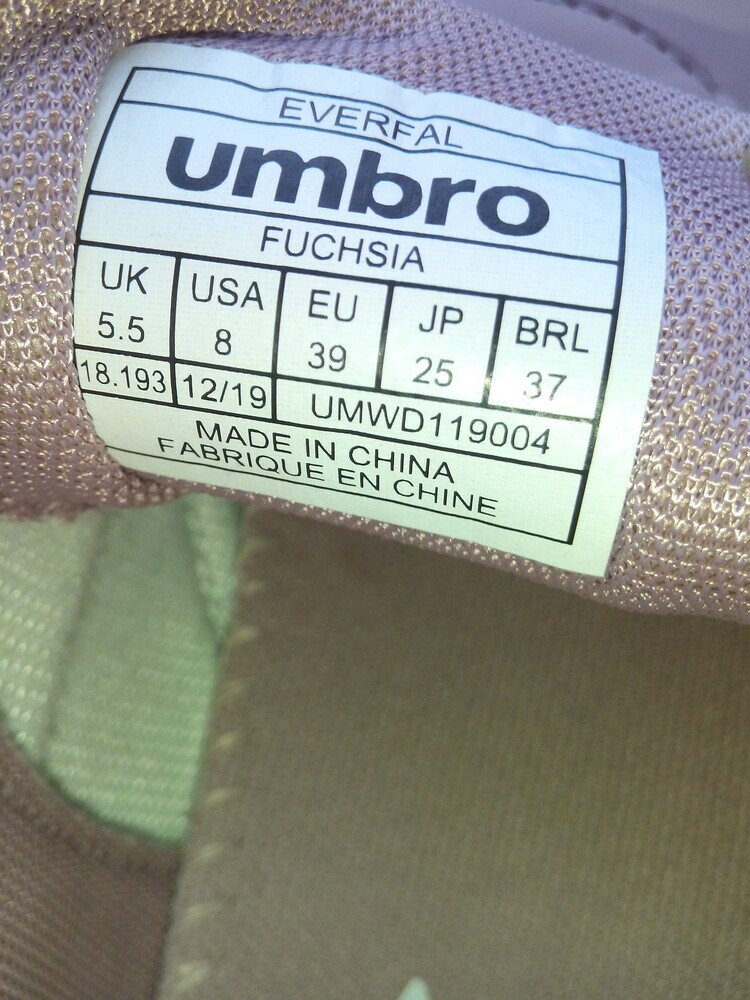 EVERFAL
umbro
FUCHSIA
UK USA EU JP BRL
5.5 8 39 25 37
18.193 12/19 UMWD119004
MADE IN CHINA
FABRIQUE EN CHINE